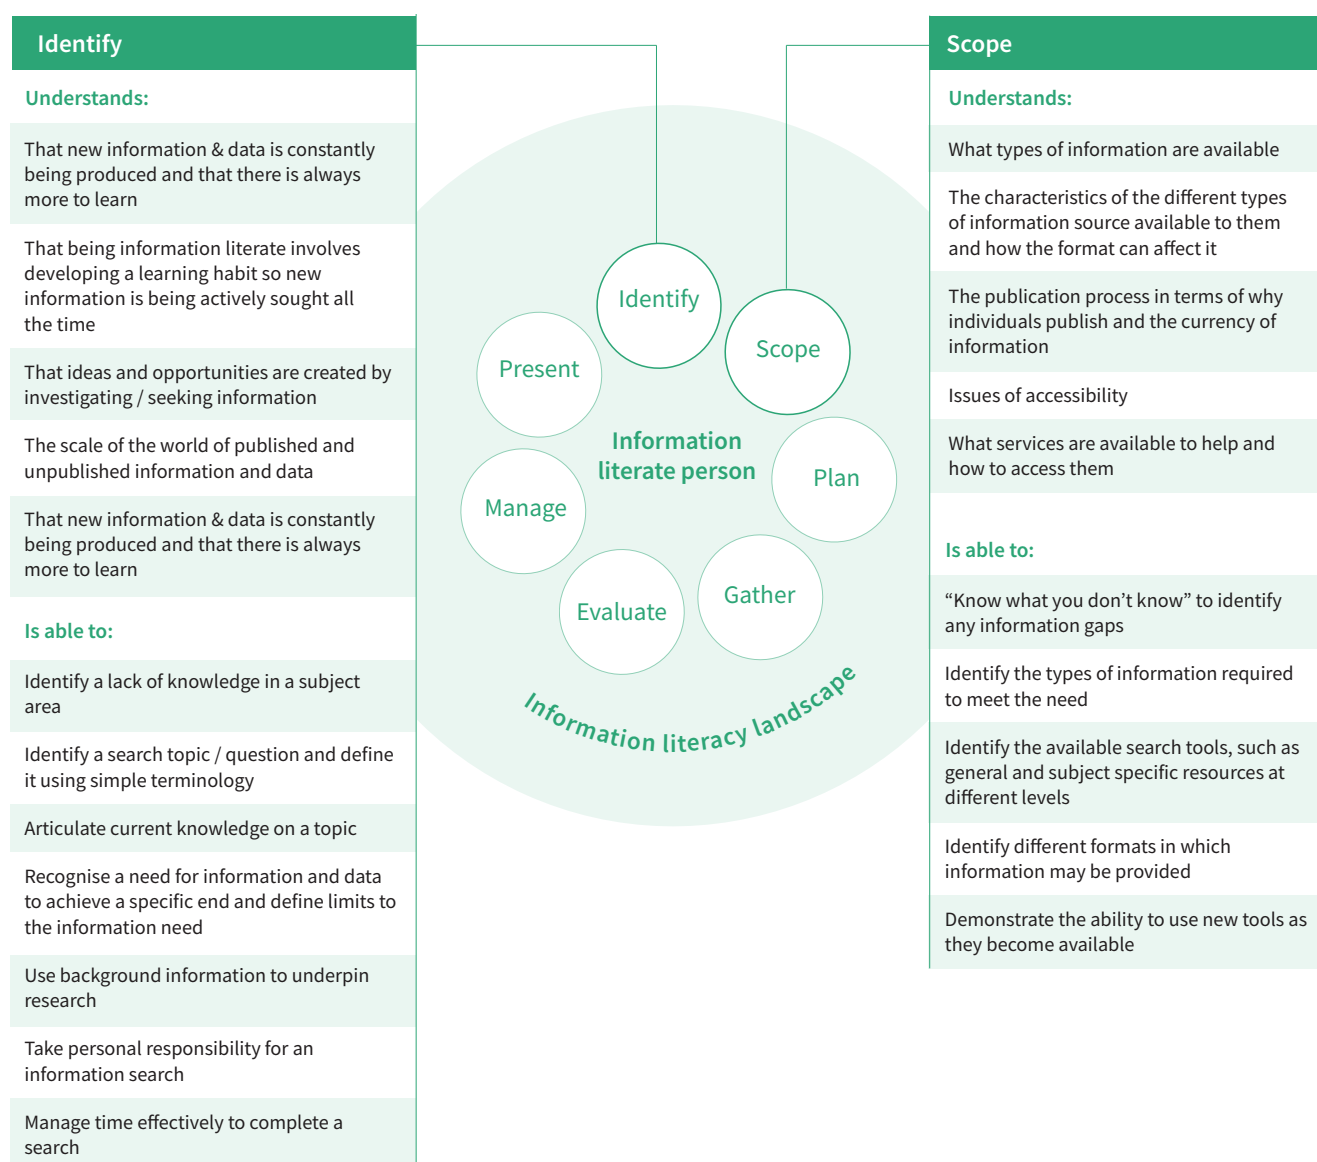 Identify
Understands:
That new information & data is constantly
being produced and that there is always
more to learn
That being information literate involves
developing a learning habit so new
information is being actively sought all
the time
That ideas and opportunities are created by
investigating / seeking information
The scale of the world of published and
unpublished information and data
That new information & data is constantly
being produced and that there is always
more to learn
Is able to:
Identify a lack of knowledge in a subject
area
Identify a search topic / question and define
it using simple terminology
Articulate current knowledge on a topic
Recognise a need for information and data
to achieve a specific end and define limits to
the information need
Use background information to underpin
research
Take personal responsibility for an
information search
Manage time effectively to complete a
search
Identify
Scope
Plan
Gather
Evaluate
Manage
Present
Information
literate person
Information literacy landscape
Scope
Understands:
What types of information are available
The characteristics of the different types
of information source available to them
and how the format can affect it
The publication process in terms of why
individuals publish and the currency of
information
Issues of accessibility
What services are available to help and
how to access them
Is able to:
“Know what you don’t know” to identify
any information gaps
Identify the types of information required
to meet the need
Identify the available search tools, such as
general and subject specific resources at
different levels
Identify different formats in which
information may be provided
Demonstrate the ability to use new tools as
they become available